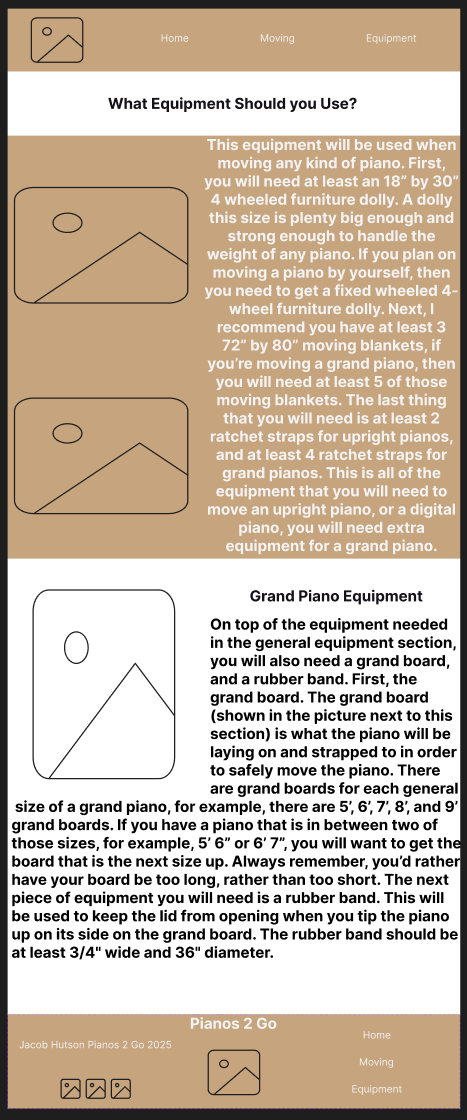 Home Moving Equipment
What Equipment Should you Use?
This equipment will be used when
moving any kind of piano. First,
you will need at least an 18” by 30”
4 wheeled furniture dolly. A dolly
this size is plenty big enough and
strong enough to handle the
weight of any piano. If you plan on
moving a piano by yourself, then
you need to get a fixed wheeled 4-
wheel furniture dolly. Next, I
recommend you have at least 3
72” by 80” moving blankets, if
you’re moving a grand piano, then
you will need at least 5 of those
moving blankets. The last thing
that you will need is at least 2
ratchet straps for upright pianos,
and at least 4 ratchet straps for
grand pianos. This is all of the
equipment that you will need to
move an upright piano, or a digital
piano, you will need extra
equipment for a grand piano.
Grand Piano Equipment
On top of the equipment needed
in the general equipment section,
you will also need a grand board,
and a rubber band. First, the
grand board. The grand board
(shown in the picture next to this
section) is what the piano will be
laying on and strapped to in order
to safely move the piano. There
are grand boards for each general
size of a grand piano, for example, there are 5’, 6’, 7’, 8’, and 9’
grand boards. If you have a piano that is in between two of
those sizes, for example, 5’ 6” or 6’ 7”, you will want to get the
board that is the next size up. Always remember, you’d rather
have your board be too long, rather than too short. The next
piece of equipment you will need is a rubber band. This will
be used to keep the lid from opening when you tip the piano
up on its side on the grand board. The rubber band should be
at least 3/4" wide and 36" diameter.
Pianos 2 Go
Jacob Hutson Pianos 2 Go 2025
Home
Moving
Equipment